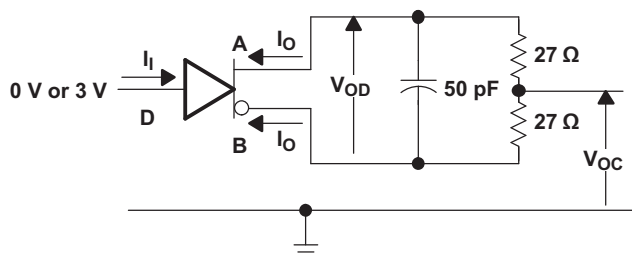 A
I_O
I_I
0 V or 3 V
D
B
I_O
V_OD
50 pF
27 Ω
27 Ω
V_OC